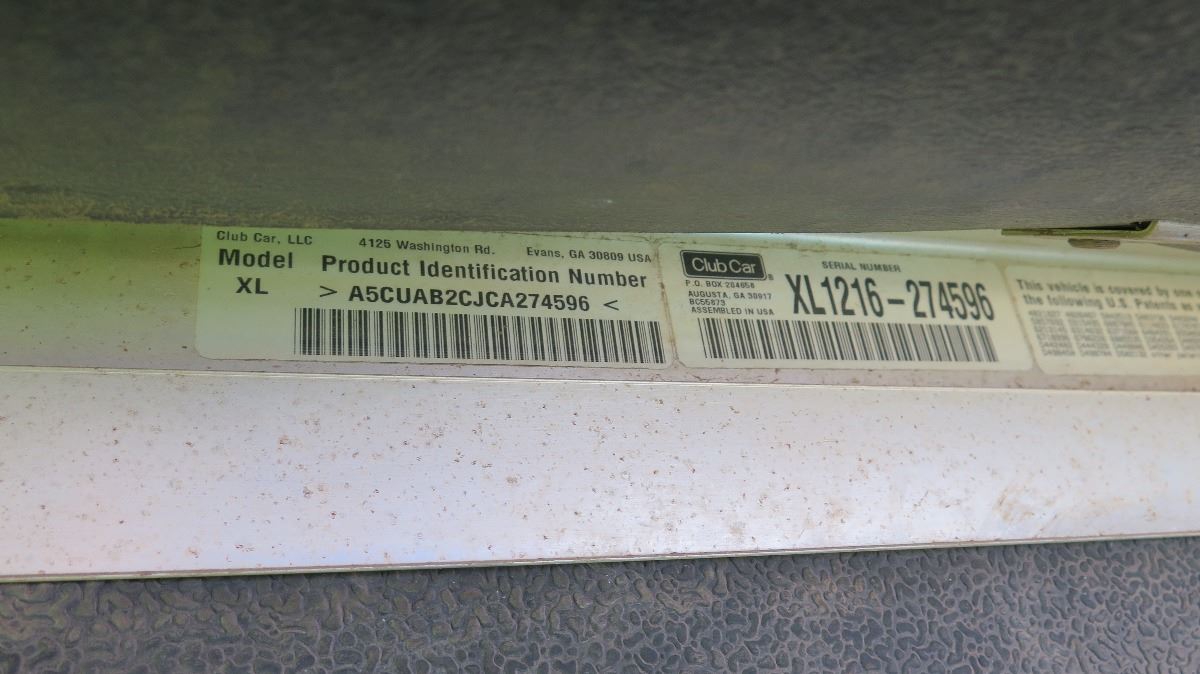 Club Car, LLC 4125 Washington Rd. Evans, GA 30809 USA
Model Product Identification Number
XL > A5CUAB2CJCA274596 <
Club Car®
P.O. BOX 204658
AUGUSTA, GA 30917
BC55873
ASSEMBLED IN USA
SERIAL NUMBER
XL1216-274596
This vehicle is covered by one
the following U.S. Patents